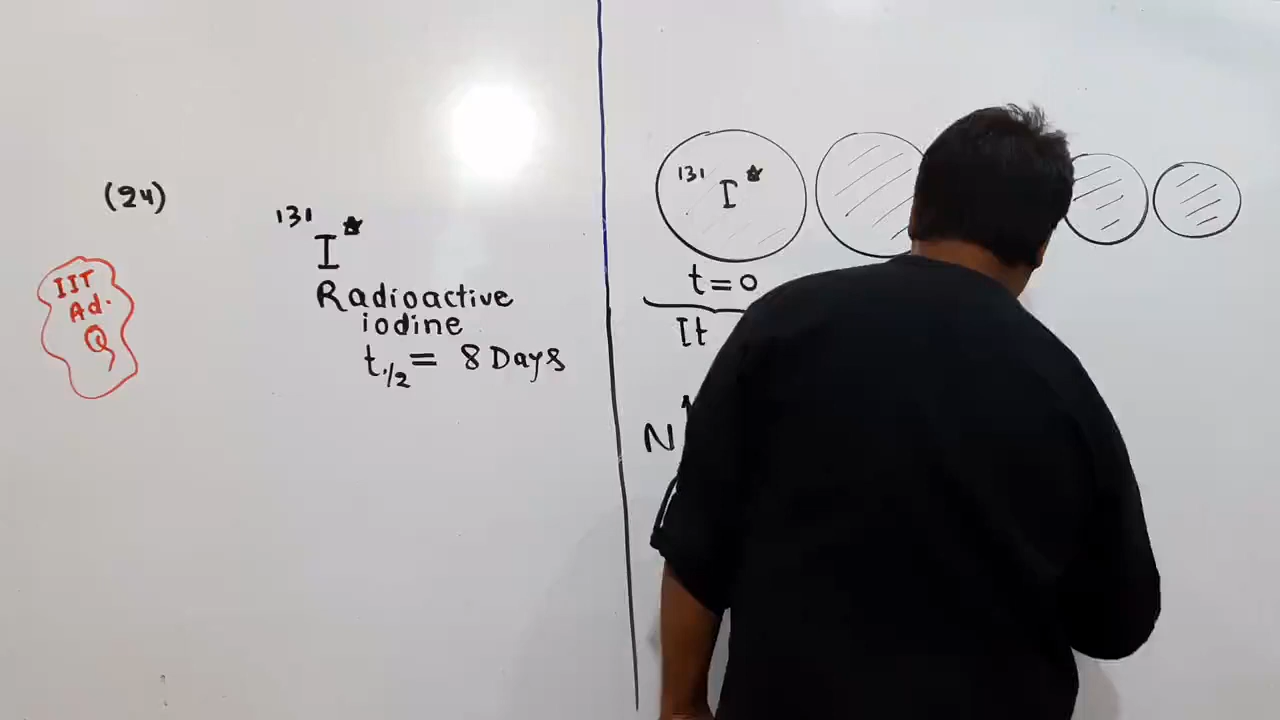 (24)
IIT
Ad.
Q
131
I*
Radioactive
iodine
t1/2 = 8 Days
131
I*
t=0
It
N